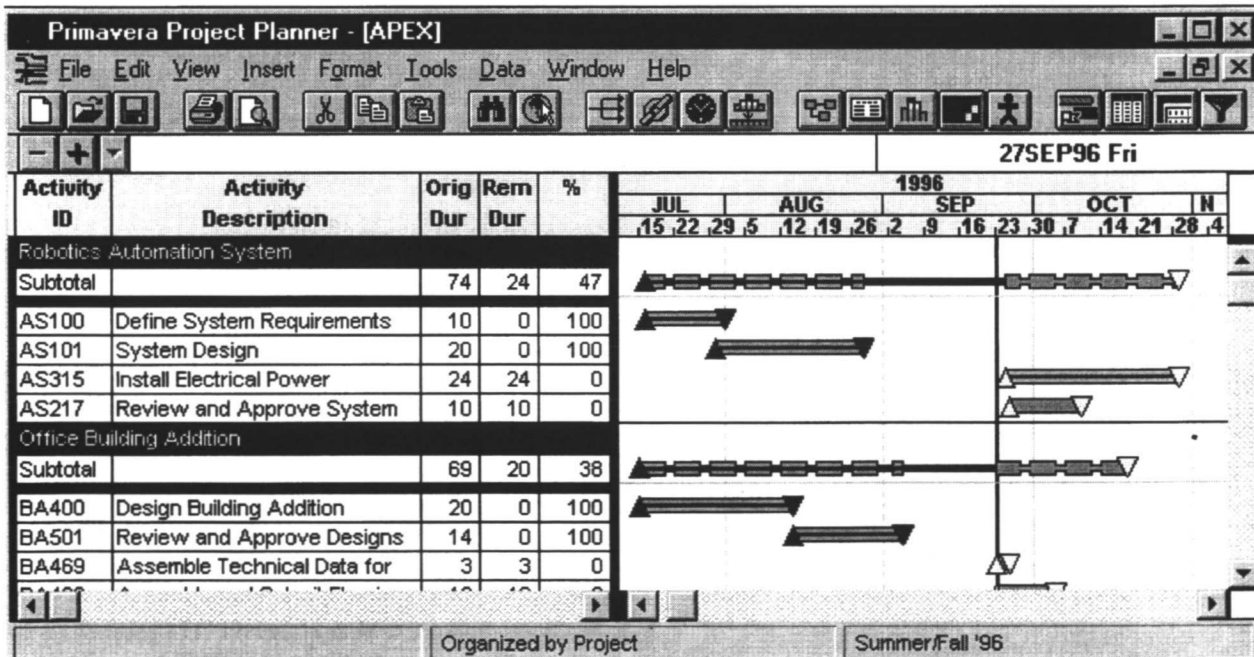 Primavera Project Planner - [APEX]
File Edit View Insert Format Tools Data Window Help
27SEP96 Fri
Activity ID Activity Description Orig Dur Rem Dur %
1996
JUL AUG SEP OCT N
15 22 29 5 12 19 26 2 9 16 23 30 7 14 21 28 4
Robotics Automation System
Subtotal 74 24 47
AS100 Define System Requirements 10 0 100
AS101 System Design 20 0 100
AS315 Install Electrical Power 24 24 0
AS217 Review and Approve System 10 10 0
Office Building Addition
Subtotal 69 20 38
BA400 Design Building Addition 20 0 100
BA501 Review and Approve Designs 14 0 100
BA469 Assemble Technical Data for 3 3 0
Organized by Project
Summer/Fall '96